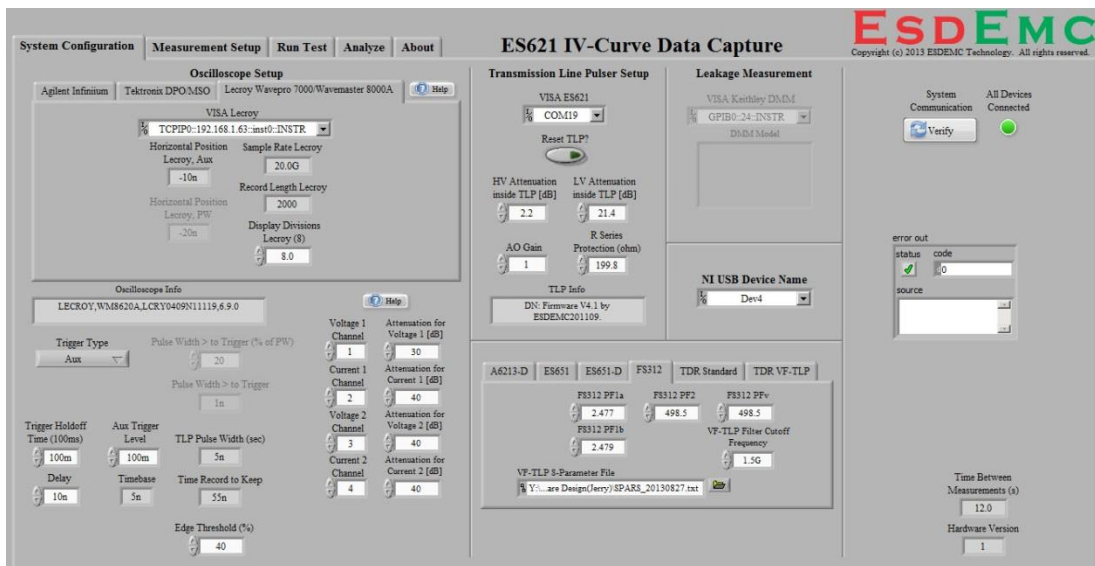 System Configuration
Measurement Setup
Run Test
Analyze
About
ES621 IV-Curve Data Capture
ESDEMC
Copyright (c) 2013 ESDEMC Technology. All rights reserved.
Oscilloscope Setup
Agilent Infiniium
Tektronix DPO/MSO
Lecroy Wavepro 7000/Wavemaster 8000A
Help
VISA Lecroy
TCPIP0::192.168.1.63::inst0::INSTR
Horizontal Position
Lecroy, Aux
-10n
Sample Rate Lecroy
20.0G
Record Length Lecroy
2000
Horizontal Position
Lecroy, PW
-20n
Display Divisions
Lecroy (8)
8.0
Oscilloscope Info
LECROY,WM8620A,LCRY0409N11119,6.9.0
Help
Trigger Type
Aux
Pulse Width > to Trigger (% of PW)
20
Pulse Width > to Trigger
1n
Voltage 1
Channel
1
Attenuation for
Voltage 1 [dB]
30
Current 1
Channel
2
Attenuation for
Current 1 [dB]
40
Voltage 2
Channel
3
Attenuation for
Voltage 2 [dB]
40
Current 2
Channel
4
Attenuation for
Current 2 [dB]
40
Trigger Holdoff
Time (100ms)
100m
Aux Trigger
Level
100m
TLP Pulse Width (sec)
5n
Delay
10n
Timebase
5n
Time Record to Keep
55n
Edge Threshold (%)
40
Transmission Line Pulser Setup
VISA ES621
COM19
Reset TLP?
HV Attenuation
inside TLP [dB]
2.2
LV Attenuation
inside TLP [dB]
21.4
AO Gain
1
R Series
Protection (ohm)
199.8
TLP Info
DN: Firmware V4.1 by
ESDEMC201109.
Leakage Measurement
VISA Keithley DMM
GPIB0::24::INSTR
DMM Model
NI USB Device Name
Dev4
A6213-D
ES651
ES651-D
FS312
TDR Standard
TDR VF-TLP
FS312 PF1a
2.477
FS312 PF2
498.5
FS312 PFv
498.5
FS312 PF1b
2.479
VF-TLP Filter Cutoff
Frequency
1.5G
VF-TLP S-Parameter File
Y:\...are Design(Jerry)\SPARS_20130827.txt
System
Communication
Verify
All Devices
Connected
error out
status
code
0
source
Time Between
Measurements (s)
12.0
Hardware Version
1